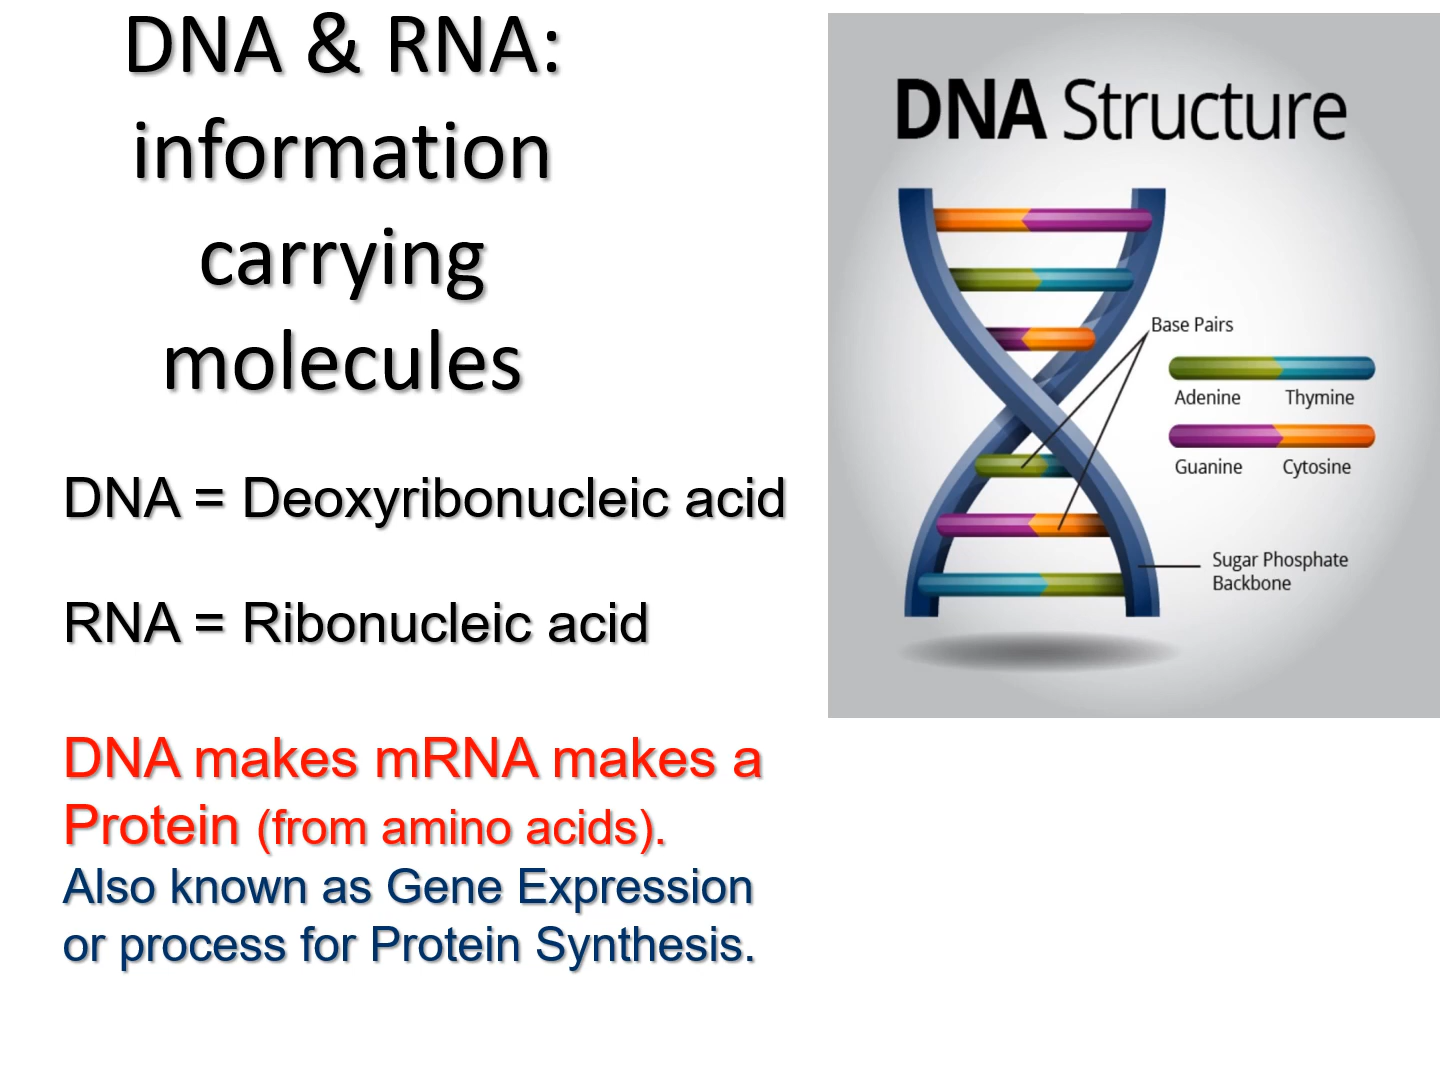 DNA & RNA:
information
carrying
molecules
DNA = Deoxyribonucleic acid
RNA = Ribonucleic acid
DNA makes mRNA makes a
Protein (from amino acids).
Also known as Gene Expression
or process for Protein Synthesis.
DNA Structure
Base Pairs
Adenine Thymine
Guanine Cytosine
Sugar Phosphate
Backbone